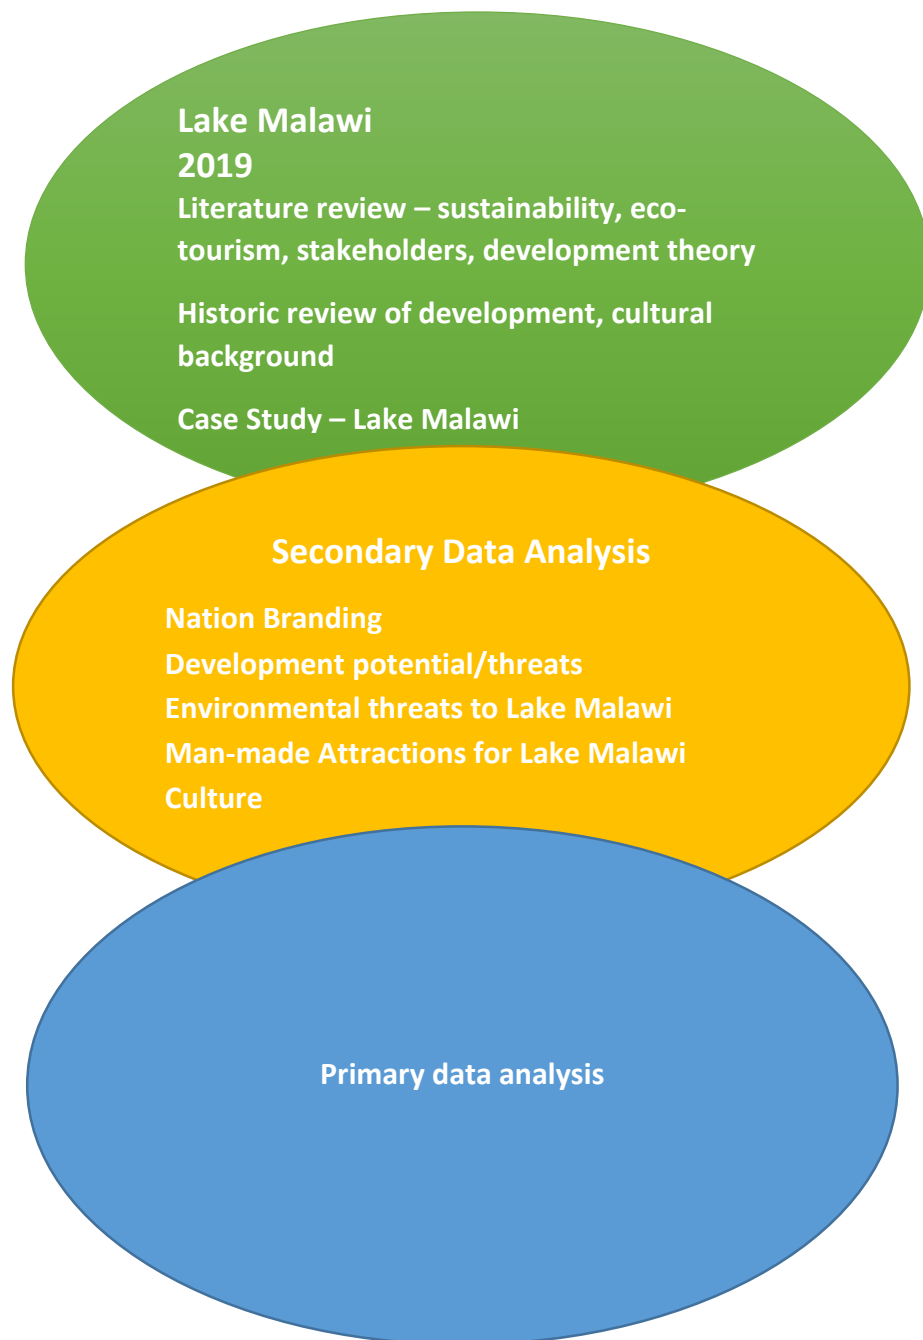 Lake Malawi
2019
Literature review – sustainability, eco-
tourism, stakeholders, development theory
Historic review of development, cultural
background
Case Study – Lake Malawi
Secondary Data Analysis
Nation Branding
Development potential/threats
Environmental threats to Lake Malawi
Man-made Attractions for Lake Malawi
Culture
Primary data analysis